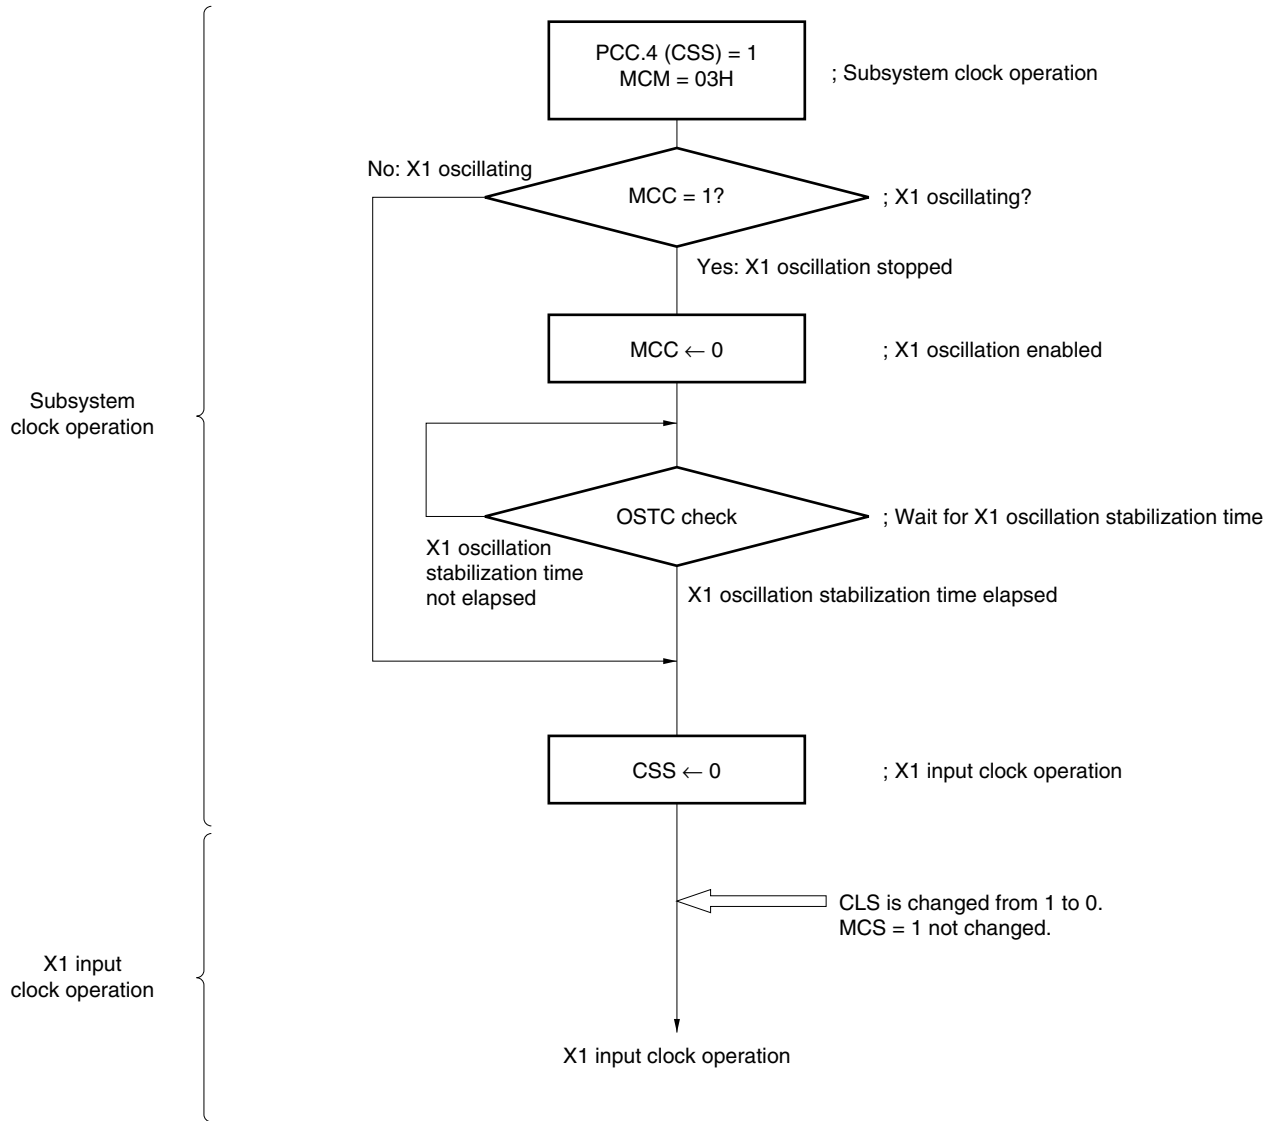 PCC.4 (CSS) = 1
MCM = 03H
; Subsystem clock operation
No: X1 oscillating
MCC = 1?
; X1 oscillating?
Yes: X1 oscillation stopped
MCC ← 0
; X1 oscillation enabled
Subsystem
clock operation
OSTC check
; Wait for X1 oscillation stabilization time
X1 oscillation
stabilization time
not elapsed
X1 oscillation stabilization time elapsed
CSS ← 0
; X1 input clock operation
CLS is changed from 1 to 0.
MCS = 1 not changed.
X1 input
clock operation
X1 input clock operation